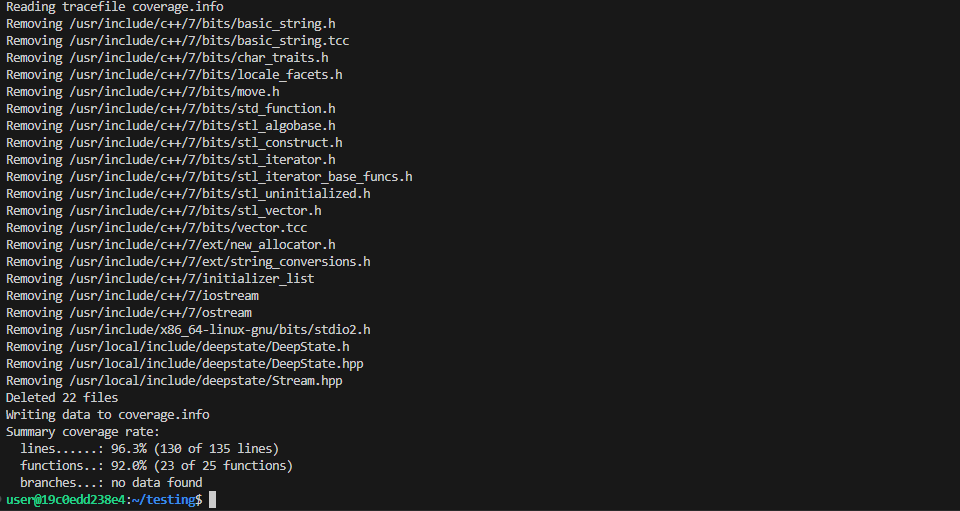 Reading tracefile coverage.info
Removing /usr/include/c++/7/bits/basic_string.h
Removing /usr/include/c++/7/bits/basic_string.tcc
Removing /usr/include/c++/7/bits/char_traits.h
Removing /usr/include/c++/7/bits/locale_facets.h
Removing /usr/include/c++/7/bits/move.h
Removing /usr/include/c++/7/bits/std_function.h
Removing /usr/include/c++/7/bits/stl_algobase.h
Removing /usr/include/c++/7/bits/stl_construct.h
Removing /usr/include/c++/7/bits/stl_iterator.h
Removing /usr/include/c++/7/bits/stl_iterator_base_funcs.h
Removing /usr/include/c++/7/bits/stl_uninitialized.h
Removing /usr/include/c++/7/bits/stl_vector.h
Removing /usr/include/c++/7/bits/vector.tcc
Removing /usr/include/c++/7/ext/new_allocator.h
Removing /usr/include/c++/7/ext/string_conversions.h
Removing /usr/include/c++/7/initializer_list
Removing /usr/include/c++/7/iostream
Removing /usr/include/c++/7/ostream
Removing /usr/include/x86_64-linux-gnu/bits/stdio2.h
Removing /usr/local/include/deepstate/DeepState.h
Removing /usr/local/include/deepstate/DeepState.hpp
Removing /usr/local/include/deepstate/Stream.hpp
Deleted 22 files
Writing data to coverage.info
Summary coverage rate:
  lines......: 96.3% (130 of 135 lines)
  functions..: 92.0% (23 of 25 functions)
  branches...: no data found
user@19c0edd238e4:~/testing$